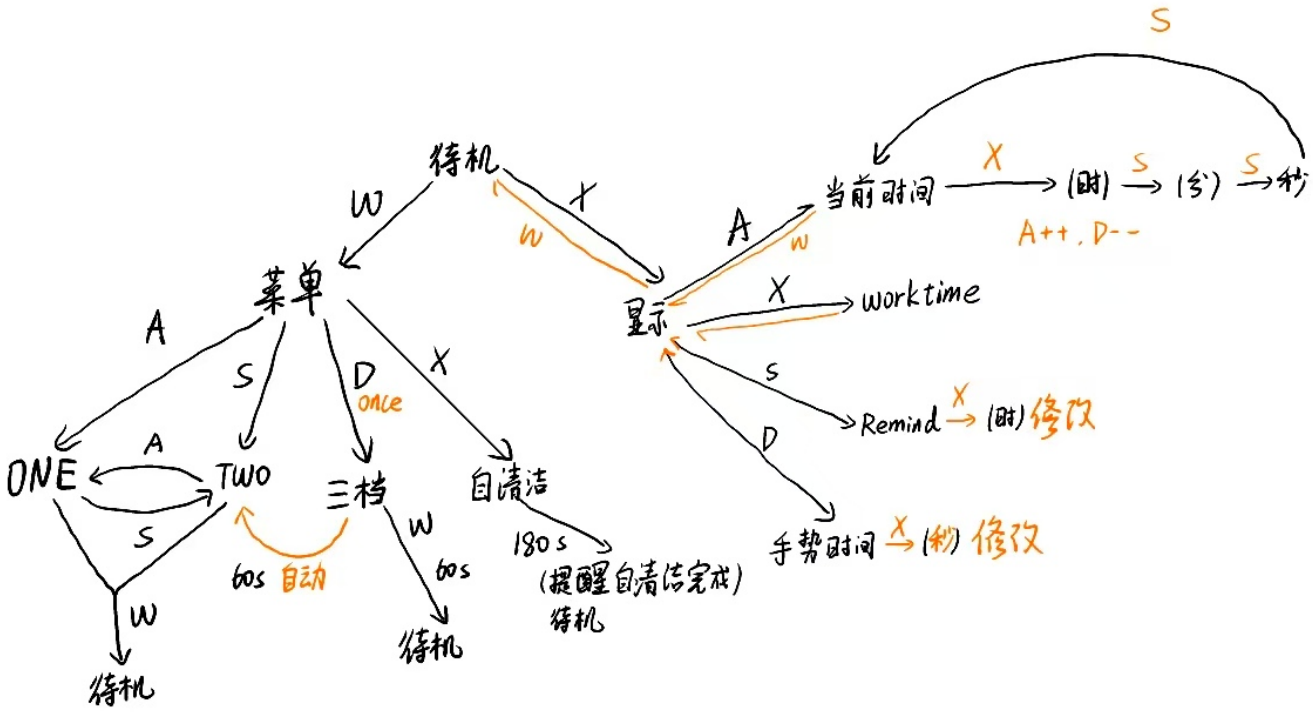 S
待机
X
W
W
菜单
A
S
D
once
X
ONE
A
S
TWO
三档
自清洁
60s 自动
W
60s
180s
(提醒自清洁完成)
待机
W
待机
待机
显示
A
W
当前时间
X
(时)
S
(分)
S
秒
A++, D--
X
worktime
S
Remind
X
(时) 修改
D
手势时间
X
(秒) 修改